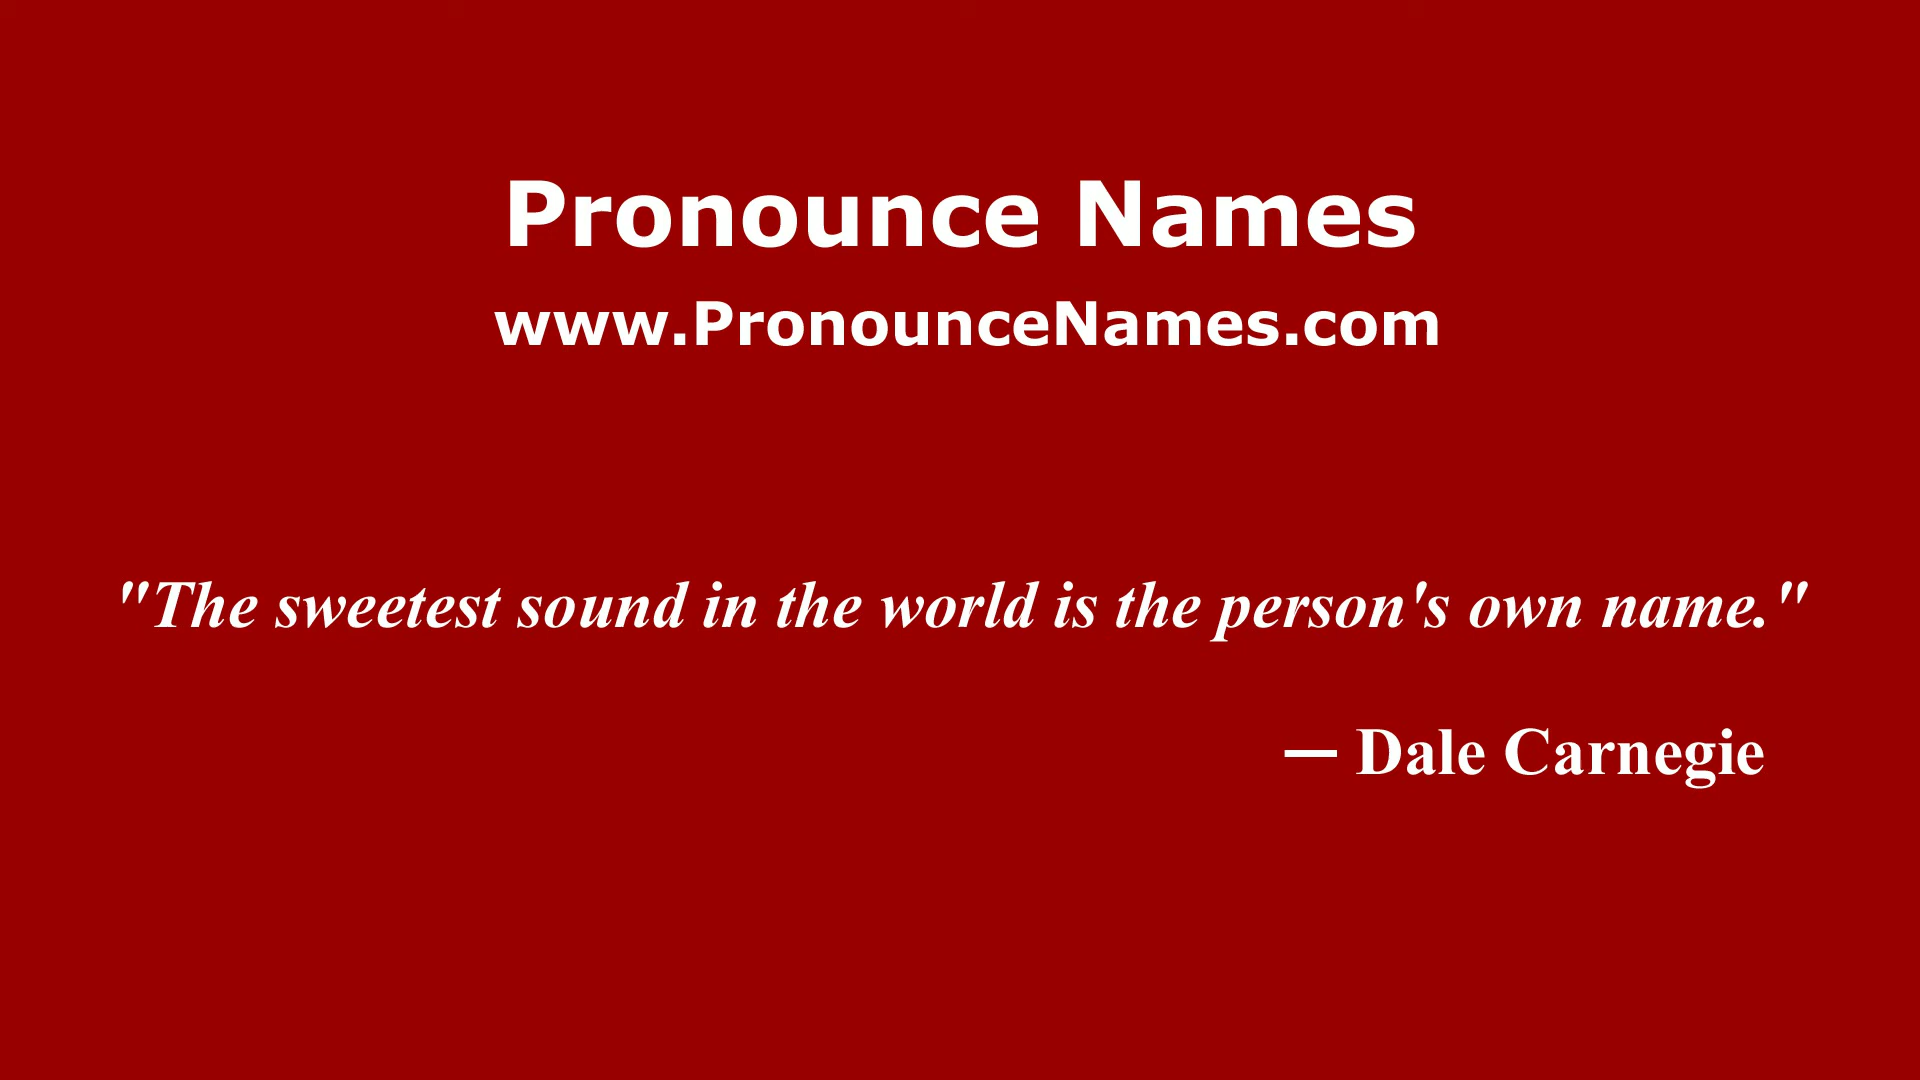 Pronounce Names
www.PronounceNames.com
"The sweetest sound in the world is the person's own name."
— Dale Carnegie